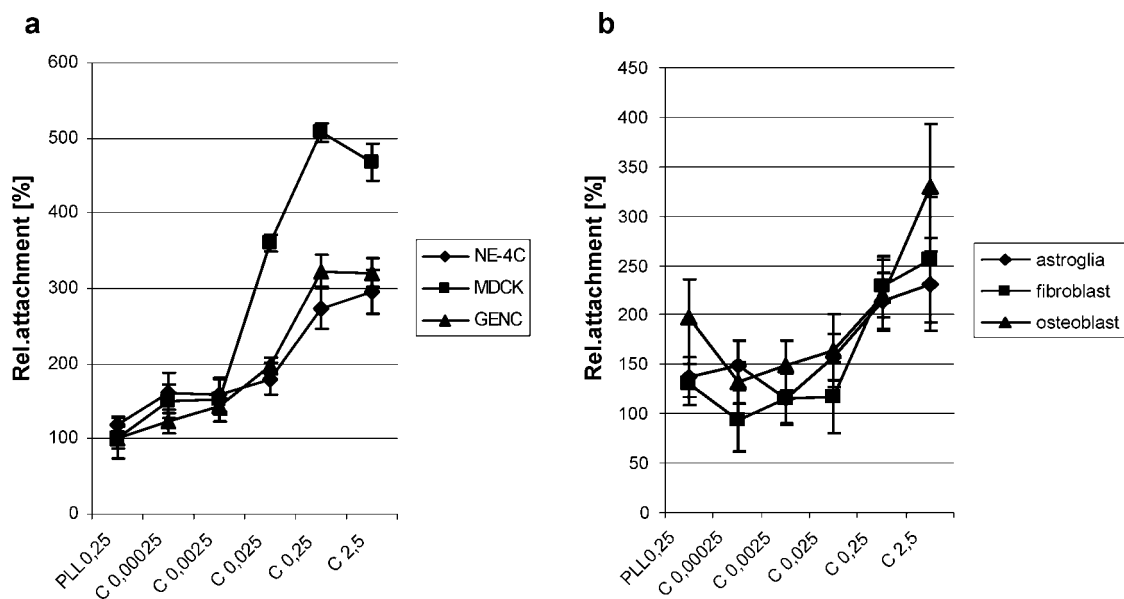 a
Rel.attachment [%]
600
500
400
300
200
100
0
PLL0,25
C 0,00025
C 0,0025
C 0,025
C 0,25
C 2,5
NE-4C
MDCK
GENC
b
Rel.attachment [%]
450
400
350
300
250
200
150
100
50
0
PLL0,25
C 0,00025
C 0,0025
C 0,025
C 0,25
C 2,5
astroglia
fibroblast
osteoblast